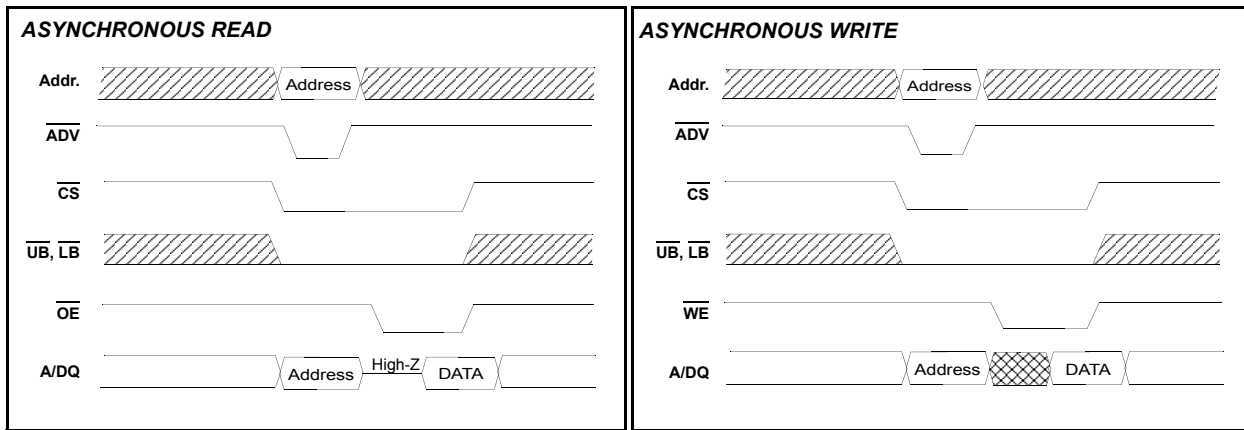 ASYNCHRONOUS READ
Addr.
Address
ADV
CS
UB, LB
OE
A/DQ
Address
High-Z
DATA
ASYNCHRONOUS WRITE
Addr.
Address
ADV
CS
UB, LB
WE
A/DQ
Address
DATA